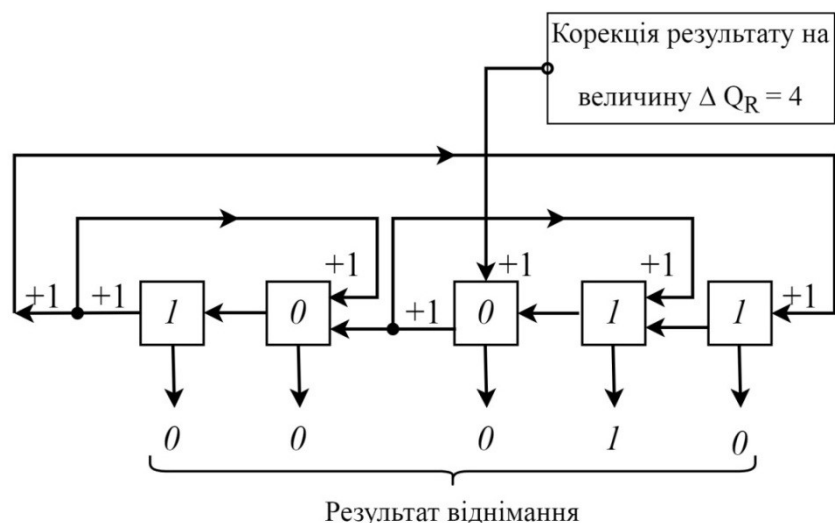 Корекція результату на
величину Δ Q_R = 4
+1 +1 +1 +1 +1 +1 +1
1 0 0 1 1
0 0 0 1 0
Результат віднімання